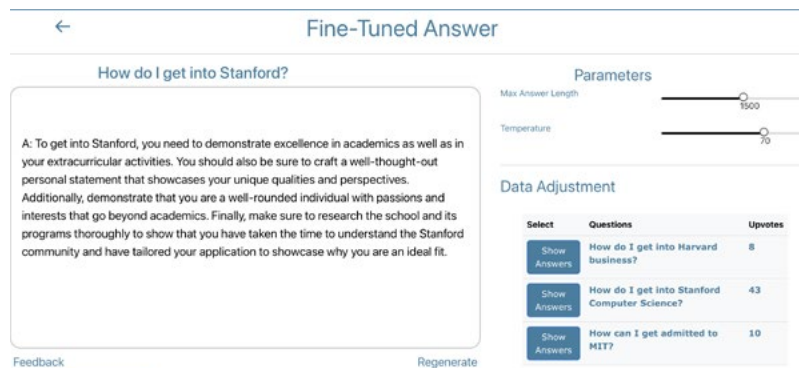 ←
Fine-Tuned Answer
How do I get into Stanford?
A: To get into Stanford, you need to demonstrate excellence in academics as well as in
your extracurricular activities. You should also be sure to craft a well-thought-out
personal statement that showcases your unique qualities and perspectives.
Additionally, demonstrate that you are a well-rounded individual with passions and
interests that go beyond academics. Finally, make sure to research the school and its
programs thoroughly to show that you have taken the time to understand the Stanford
community and have tailored your application to showcase why you are an ideal fit.
Feedback
Regenerate
Parameters
Max Answer Length
1500
Temperature
70
Data Adjustment
Select Questions Upvotes
Show How do I get into Harvard 8
Answers business?
Show How do I get into Stanford 43
Answers Computer Science?
Show How can I get admitted to 10
Answers MIT?